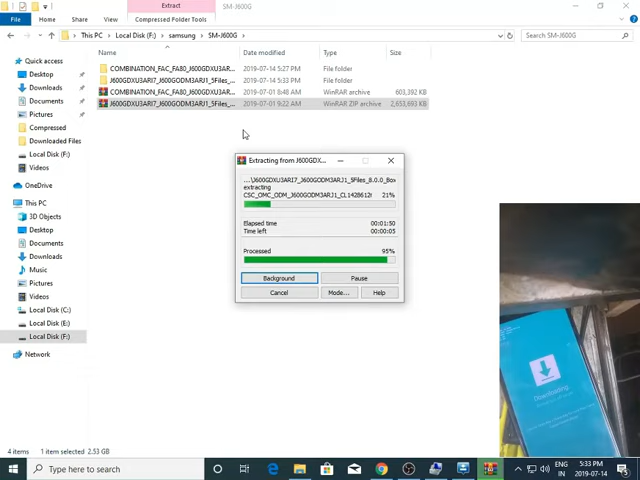 Extract
SM-J600G
File
Home
Share
View
Compressed Folder Tools
This PC > Local Disk (F:) > samsung > SM-J600G >
Search SM-J600G
Name
Date modified
Type
Size
COMBINATION_FAC_FA80_J600GDXU3AR...
2019-07-14 5:27 PM
File folder
J600GDXU3ARI7_J600GODM3ARJ1_5Files_...
2019-07-14 5:33 PM
File folder
COMBINATION_FAC_FA80_J600GDXU3AR...
2019-07-01 8:48 AM
WinRAR archive
603,392 KB
J600GDXU3ARI7_J600GODM3ARJ1_5Files_...
2019-07-01 9:22 AM
WinRAR ZIP archive
2,653,693 KB
Quick access
Desktop
Downloads
Documents
Pictures
Compressed
Downloaded Files
Local Disk (F:)
Videos
OneDrive
This PC
3D Objects
Desktop
Documents
Downloads
Music
Pictures
Videos
Local Disk (C:)
Local Disk (E:)
Local Disk (F:)
Network
Extracting from J600GDX...
...\J600GDXU3ARI7_J600GODM3ARJ1_5Files_8.0.0_Box
extracting
CSC_OMC_ODM_J600GODM3ARJ1_CL1428612r
21%
Elapsed time
00:01:50
Time left
00:00:05
Processed
95%
Background
Pause
Cancel
Mode...
Help
Downloading
4 items
1 item selected 2.53 GB
Type here to search
ENG
IN
5:33 PM
2019-07-14
5